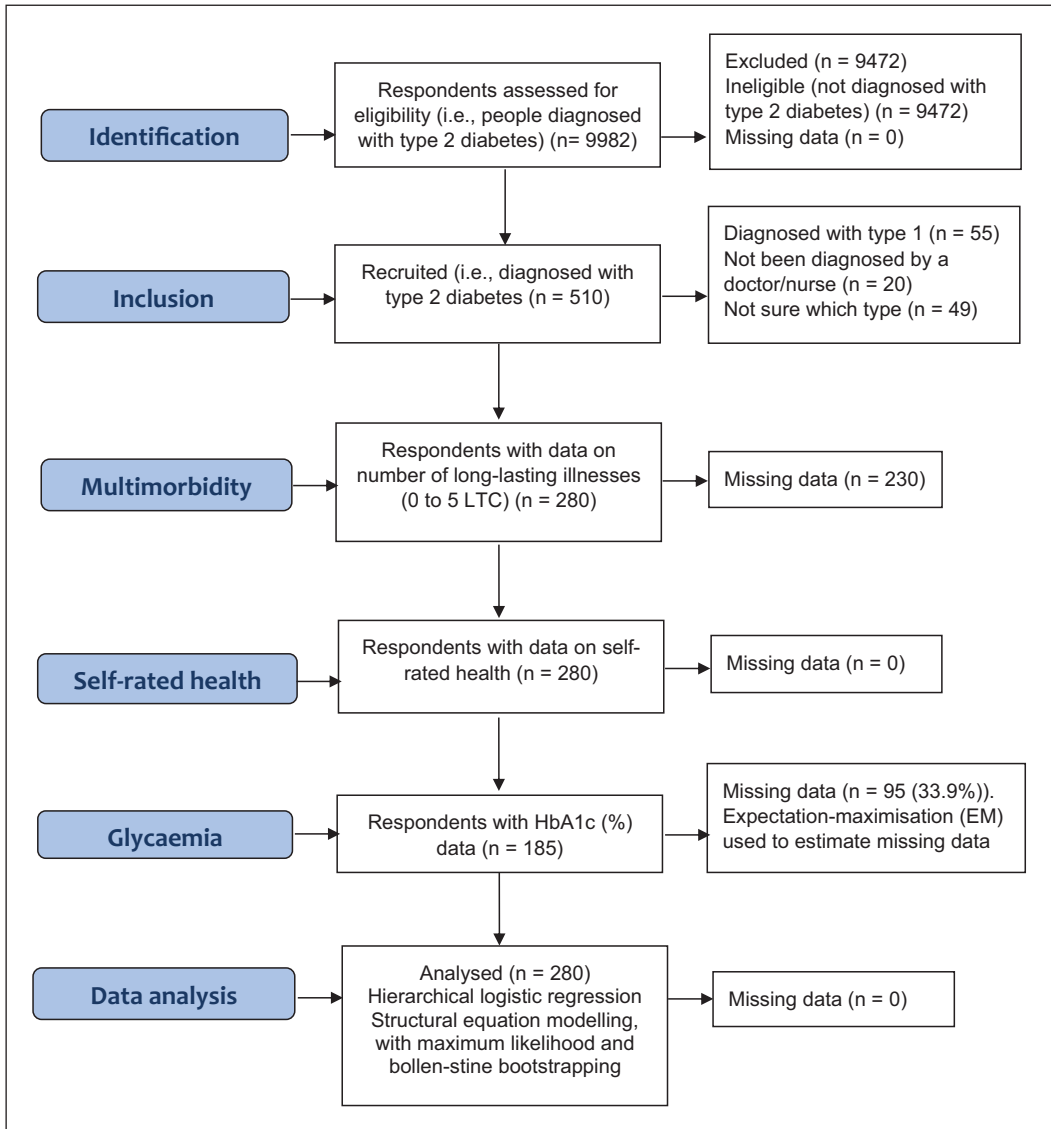 Identification
Respondents assessed for
eligibility (i.e., people diagnosed
with type 2 diabetes) (n= 9982)
Excluded (n = 9472)
Ineligible (not diagnosed with
type 2 diabetes) (n = 9472)
Missing data (n = 0)
Inclusion
Recruited (i.e., diagnosed with
type 2 diabetes (n = 510)
Diagnosed with type 1 (n = 55)
Not been diagnosed by a
doctor/nurse (n = 20)
Not sure which type (n = 49)
Multimorbidity
Respondents with data on
number of long-lasting illnesses
(0 to 5 LTC) (n = 280)
Missing data (n = 230)
Self-rated health
Respondents with data on self-
rated health (n = 280)
Missing data (n = 0)
Glycaemia
Respondents with HbA1c (%)
data (n = 185)
Missing data (n = 95 (33.9%)).
Expectation-maximisation (EM)
used to estimate missing data
Data analysis
Analysed (n = 280)
Hierarchical logistic regression
Structural equation modelling,
with maximum likelihood and
bollen-stine bootstrapping
Missing data (n = 0)